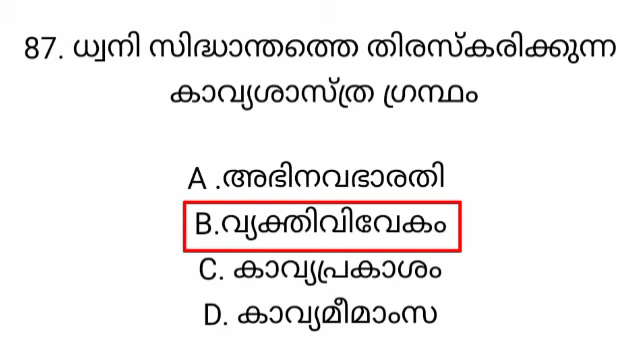 87. ധ്വനി സിദ്ധാന്തത്തെ തിരസ്കരിക്കുന്ന
കാവ്യശാസ്ത്ര ഗ്രന്ഥം
A .അഭിനവഭാരതി
B.വ്യക്തിവിവേകം
C. കാവ്യപ്രകാശം
D. കാവ്യമീമാംസ